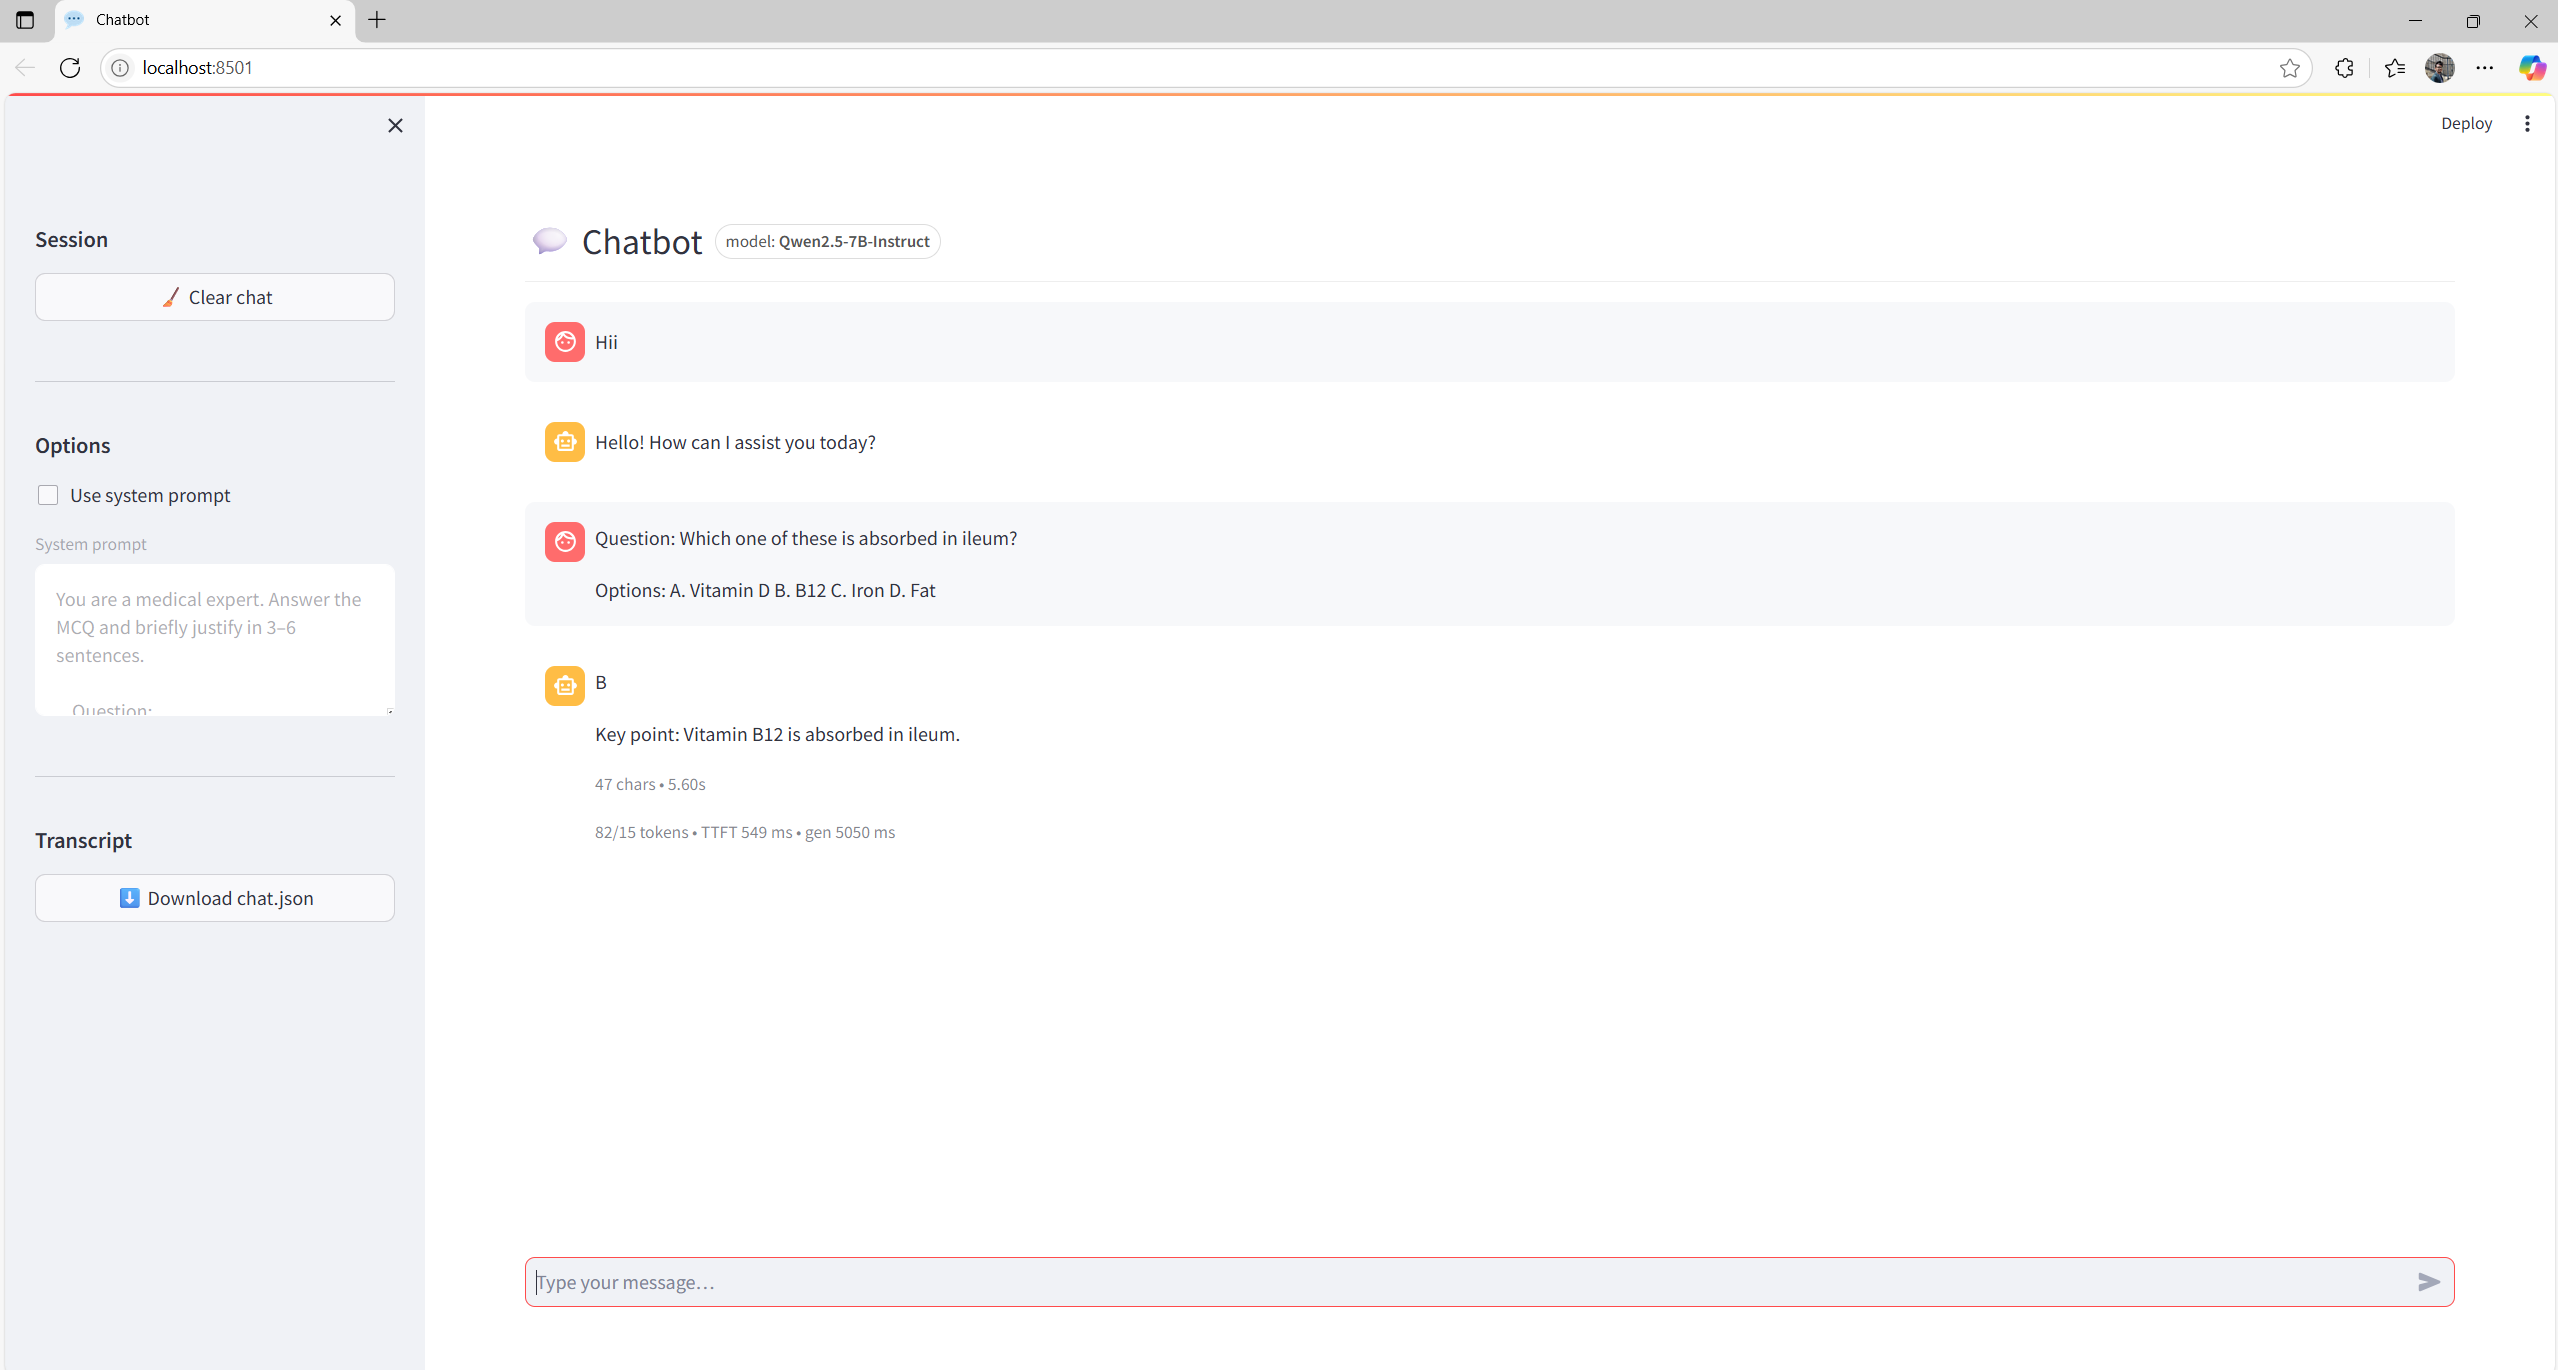 Chatbot
localhost:8501
Deploy
Session
Clear chat
Options
Use system prompt
System prompt
You are a medical expert. Answer the
MCQ and briefly justify in 3–6
sentences.
Question:
Transcript
Download chat.json
Chatbot
model: Qwen2.5-7B-Instruct
Hii
Hello! How can I assist you today?
Question: Which one of these is absorbed in ileum?
Options: A. Vitamin D B. B12 C. Iron D. Fat
B
Key point: Vitamin B12 is absorbed in ileum.
47 chars • 5.60s
82/15 tokens • TTFT 549 ms • gen 5050 ms
Type your message…